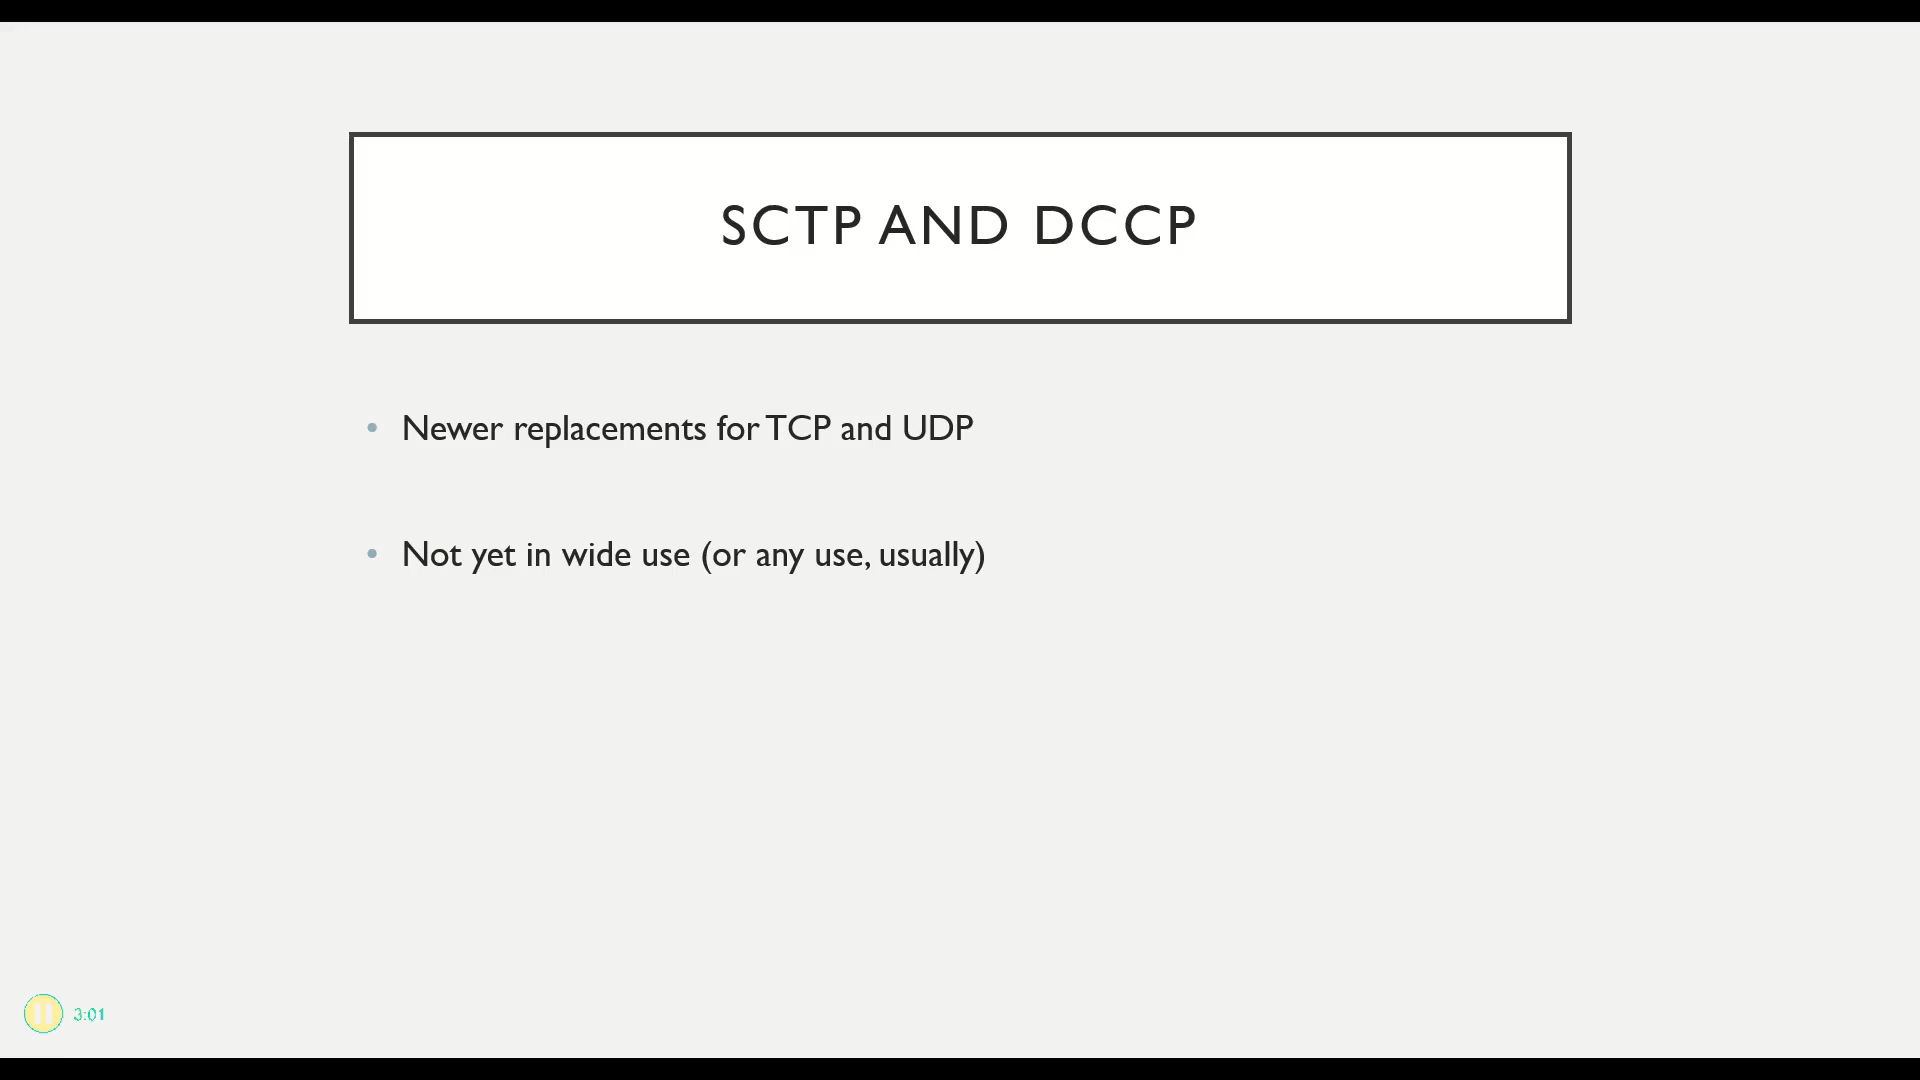 SCTP AND DCCP
• Newer replacements for TCP and UDP
• Not yet in wide use (or any use, usually)
3:01